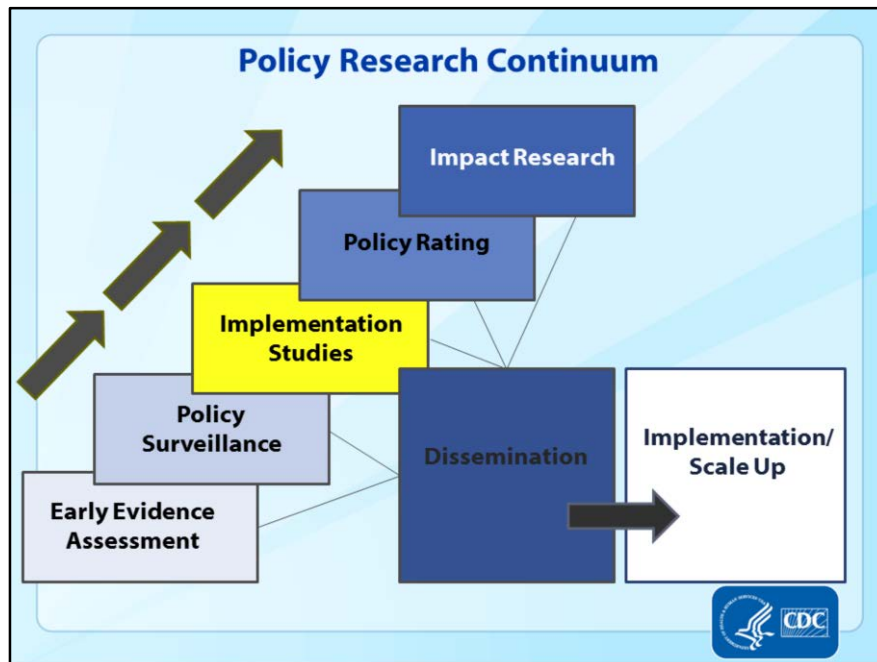 Policy Research Continuum
Impact Research
Policy Rating
Implementation
Studies
Policy
Surveillance
Early Evidence
Assessment
Dissemination
Implementation/
Scale Up
CDC